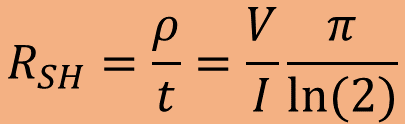 R_SH = ρ/t = V/I π/ln(2)